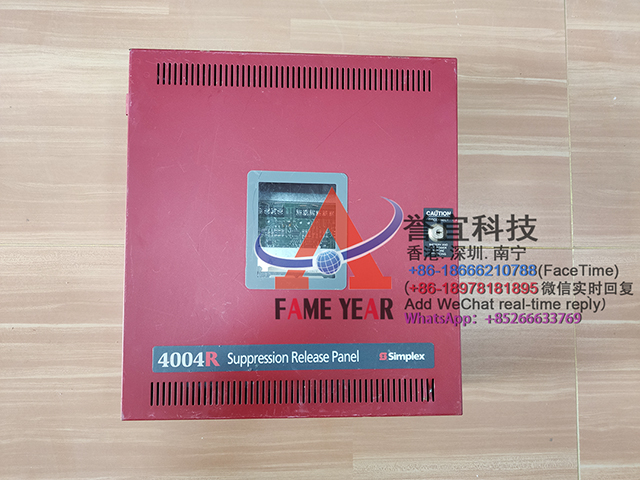 CAUTION
誉宜科技
香港. 深圳. 南宁
+86-18666210788(FaceTime)
(+86-18978181895微信实时回复
Add WeChat real-time reply)
WhatsApp：+85266633769
FAME YEAR
4004R Suppression Release Panel
Simplex